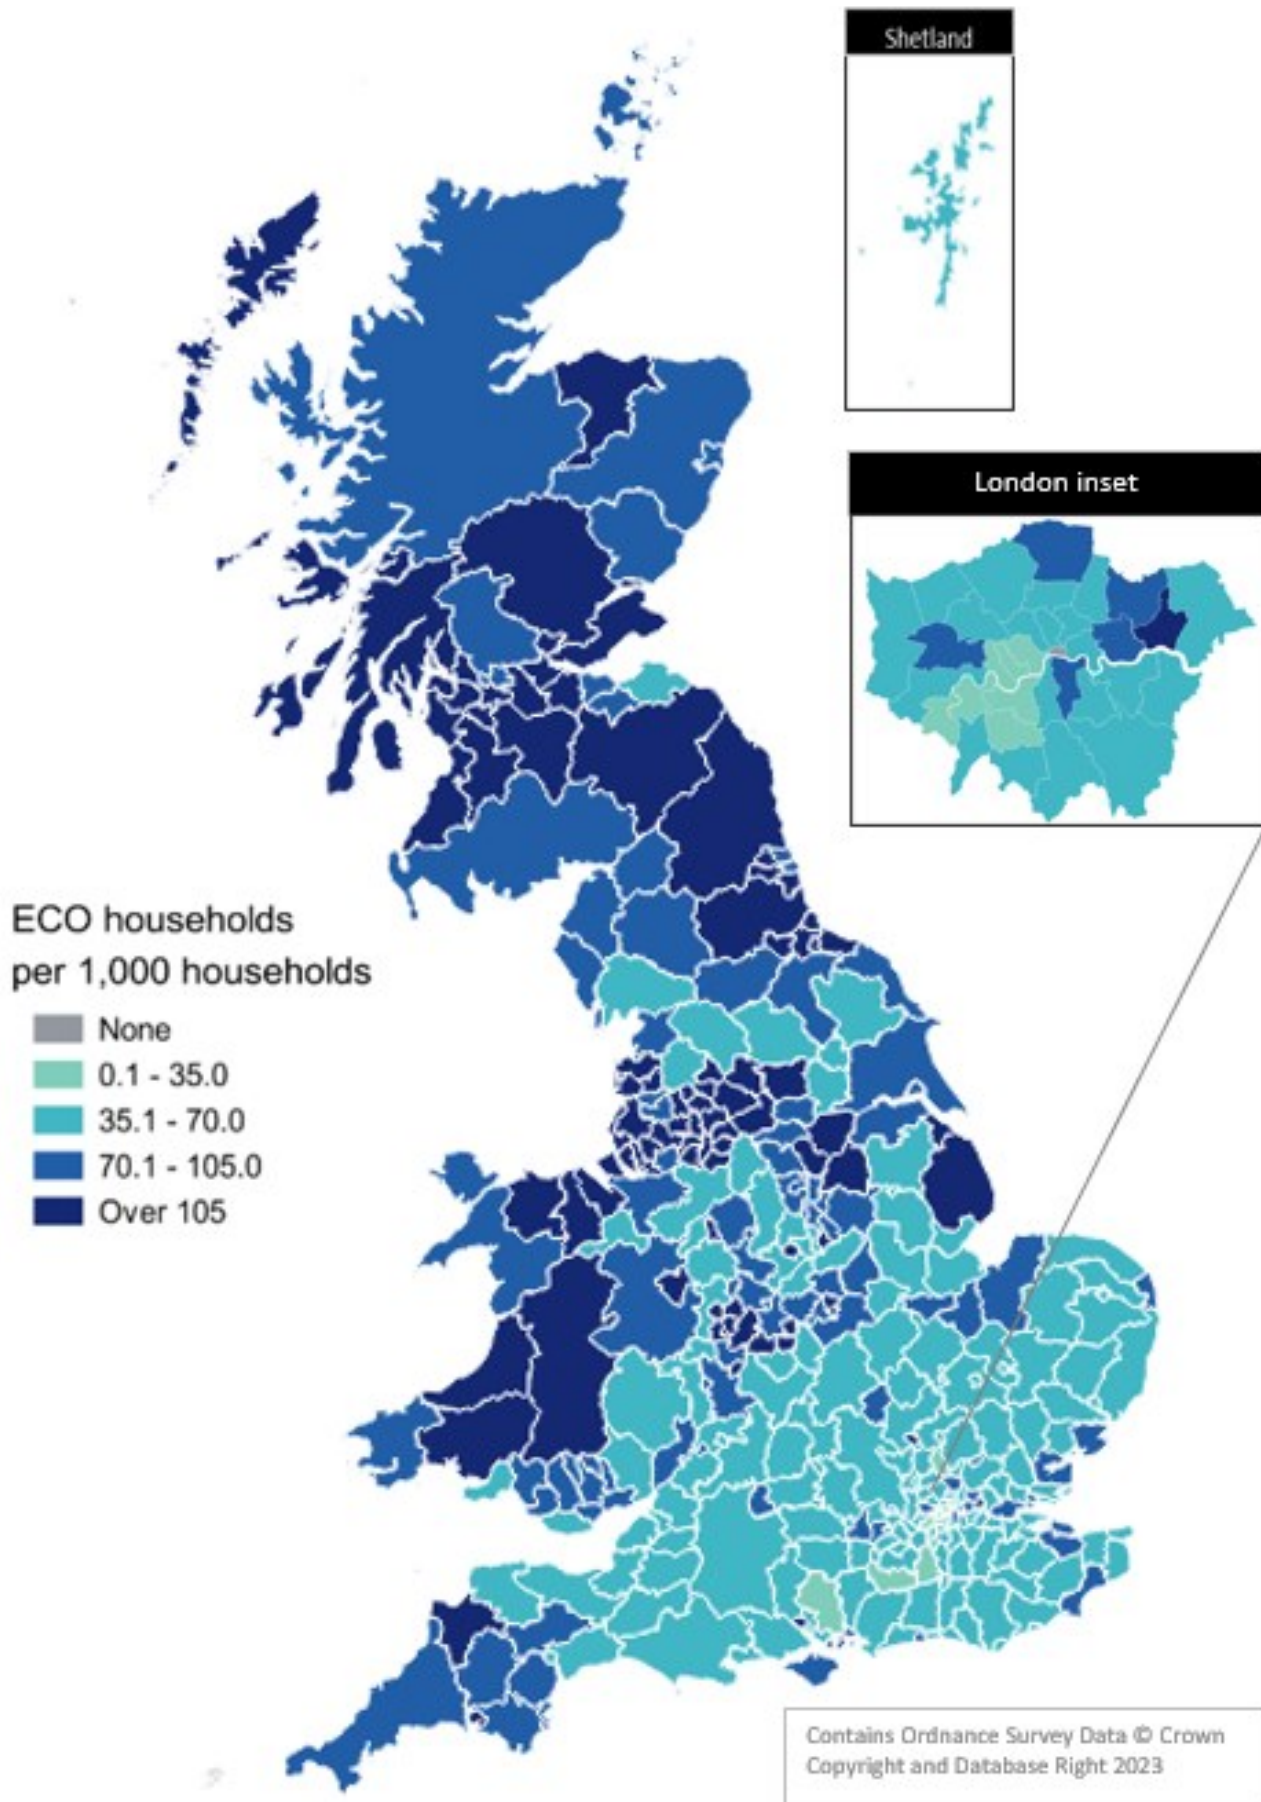 Shetland
London inset
ECO households
per 1,000 households
None
0.1 - 35.0
35.1 - 70.0
70.1 - 105.0
Over 105
Contains Ordnance Survey Data © Crown
Copyright and Database Right 2023